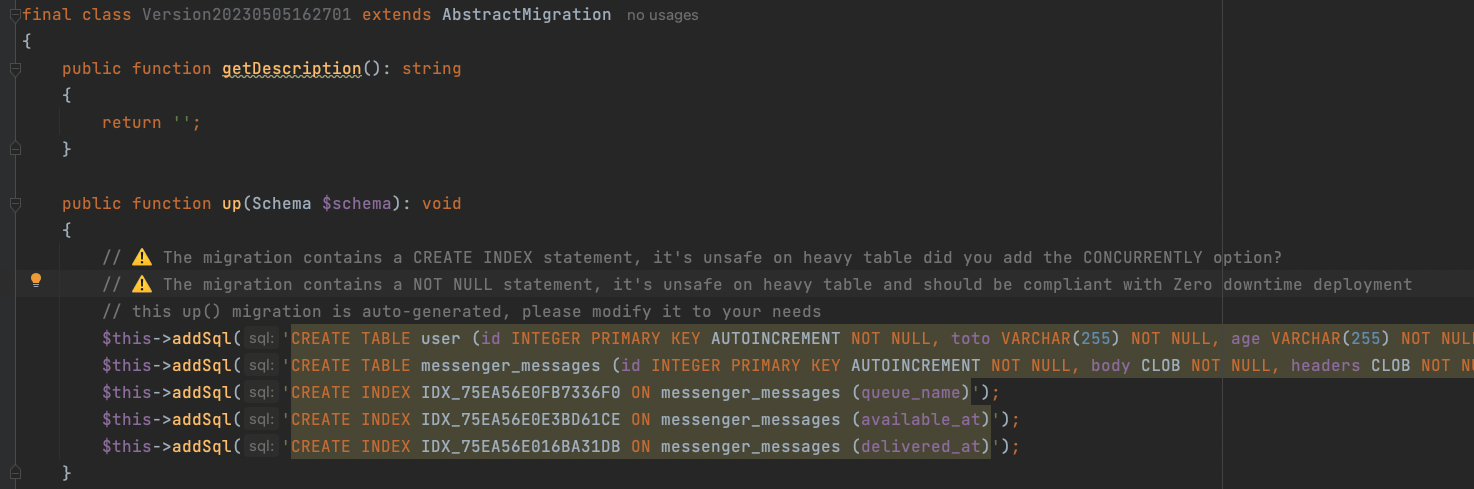 final class Version20230505162701 extends AbstractMigration no usages
{
public function getDescription(): string
{
return '';
}
public function up(Schema $schema): void
{
// ⚠️ The migration contains a CREATE INDEX statement, it's unsafe on heavy table did you add the CONCURRENTLY option?
// ⚠️ The migration contains a NOT NULL statement, it's unsafe on heavy table and should be compliant with Zero downtime deployment
// this up() migration is auto-generated, please modify it to your needs
$this->addSql( sql: 'CREATE TABLE user (id INTEGER PRIMARY KEY AUTOINCREMENT NOT NULL, toto VARCHAR(255) NOT NULL, age VARCHAR(255) NOT NULL
$this->addSql( sql: 'CREATE TABLE messenger_messages (id INTEGER PRIMARY KEY AUTOINCREMENT NOT NULL, body CLOB NOT NULL, headers CLOB NOT
$this->addSql( sql: 'CREATE INDEX IDX_75EA56E0FB7336F0 ON messenger_messages (queue_name)');
$this->addSql( sql: 'CREATE INDEX IDX_75EA56E0E3BD61CE ON messenger_messages (available_at)');
$this->addSql( sql: 'CREATE INDEX IDX_75EA56E016BA31DB ON messenger_messages (delivered_at)');
}